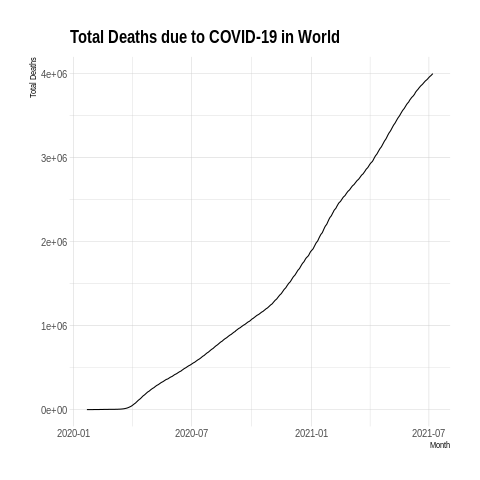 Total Deaths due to COVID-19 in World
Total Deaths
4e+06
3e+06
2e+06
1e+06
0e+00
2020-01 2020-07 2021-01 2021-07
Month